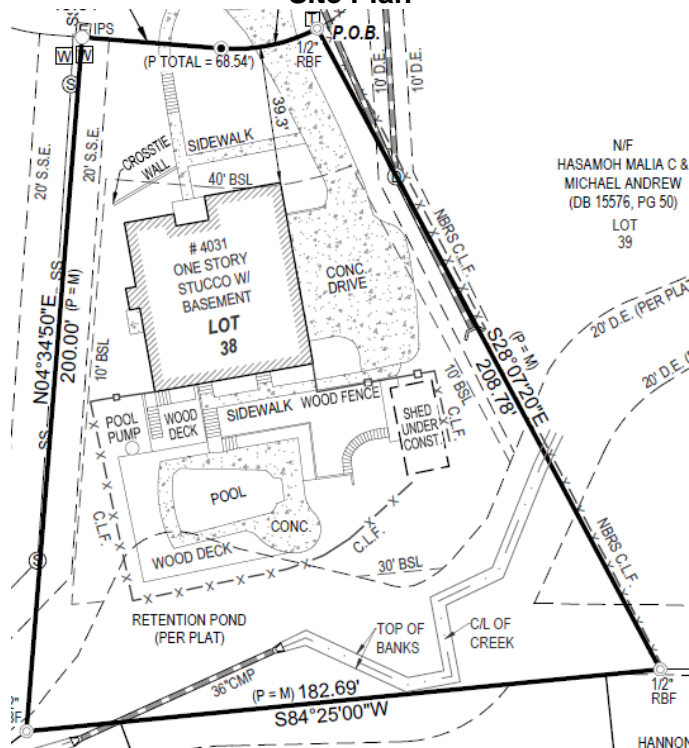 Site Plan
IPS
W W
S
T
P.O.B.
1/2"
RBF
(P TOTAL = 68.54')
39.3'
10' D.E.
10' D.E.
20' S.S.E.
20' S.S.E.
CROSSTIE
WALL
SIDEWALK
40' BSL
D
N/F
HASAMOH MALIA C &
MICHAEL ANDREW
(DB 15576, PG 50)
LOT
39
# 4031
ONE STORY
STUCCO W/
BASEMENT
LOT
38
CONC.
DRIVE
NBRS C.L.F.
SS
N04°34'50"E (P = M)
200.00'
10' BSL
(P = M)
S28°07'20"E
208.78'
10' BSL
20' D.E. (PER PLAT
20' D.E.
POOL
PUMP
WOOD
DECK
SIDEWALK
WOOD FENCE
SHED
UNDER
CONST.
C.L.F.
SS
POOL
CONC.
C.L.F.
C.L.F.
WOOD DECK
NBRS C.L.F.
S
30' BSL
RETENTION POND
(PER PLAT)
TOP OF
BANKS
C/L OF
CREEK
36"CMP
(P = M) 182.69'
S84°25'00"W
1/2"
RBF
HANNON